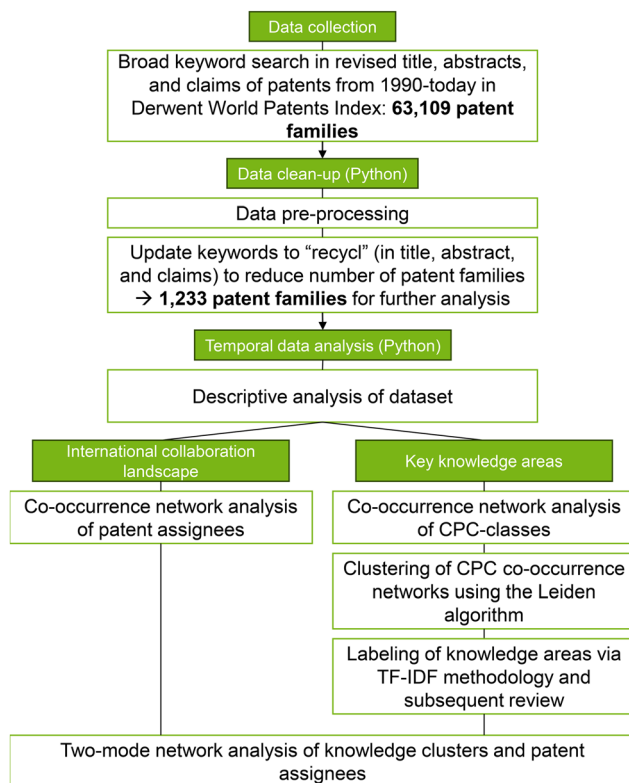 Data collection
Broad keyword search in revised title, abstracts,
and claims of patents from 1990-today in
Derwent World Patents Index: 63,109 patent
families
Data clean-up (Python)
Data pre-processing
Update keywords to “recycl” (in title, abstract,
and claims) to reduce number of patent families
→ 1,233 patent families for further analysis
Temporal data analysis (Python)
Descriptive analysis of dataset
International collaboration
landscape
Co-occurrence network analysis
of patent assignees
Key knowledge areas
Co-occurrence network analysis
of CPC-classes
Clustering of CPC co-occurrence
networks using the Leiden
algorithm
Labeling of knowledge areas via
TF-IDF methodology and
subsequent review
Two-mode network analysis of knowledge clusters and patent
assignees